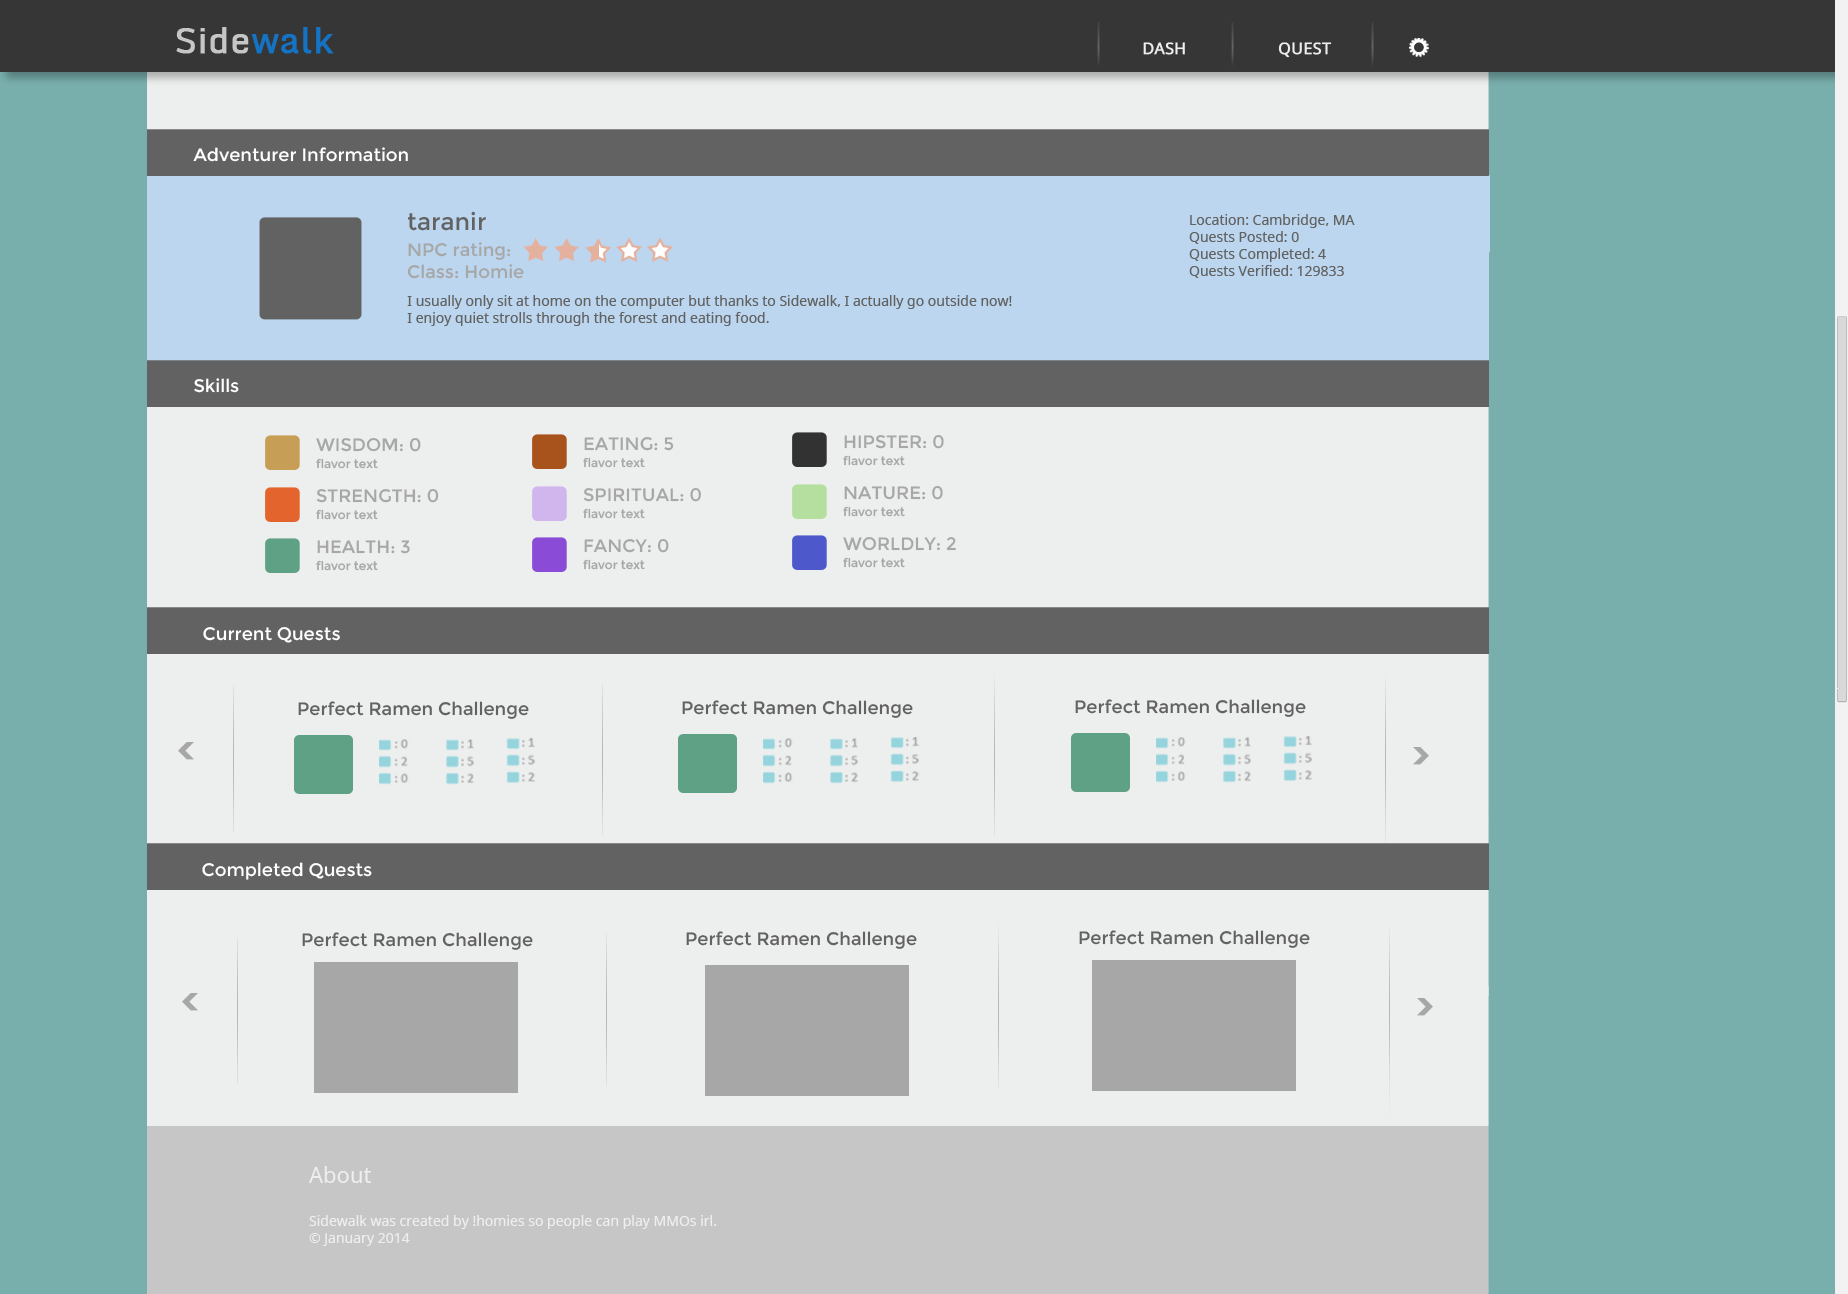 Sidewalk
DASH
QUEST
Adventurer Information
taranir
NPC rating:
Class: Homie
I usually only sit at home on the computer but thanks to Sidewalk, I actually go outside now!
I enjoy quiet strolls through the forest and eating food.
Location: Cambridge, MA
Quests Posted: 0
Quests Completed: 4
Quests Verified: 129833
Skills
WISDOM: 0
flavor text
STRENGTH: 0
flavor text
HEALTH: 3
flavor text
EATING: 5
flavor text
SPIRITUAL: 0
flavor text
FANCY: 0
flavor text
HIPSTER: 0
flavor text
NATURE: 0
flavor text
WORLDLY: 2
flavor text
Current Quests
Perfect Ramen Challenge
: 0 : 1 : 1
: 2 : 5 : 5
: 0 : 2 : 2
Perfect Ramen Challenge
: 0 : 1 : 1
: 2 : 5 : 5
: 0 : 2 : 2
Perfect Ramen Challenge
: 0 : 1 : 1
: 2 : 5 : 5
: 0 : 2 : 2
Completed Quests
Perfect Ramen Challenge
Perfect Ramen Challenge
Perfect Ramen Challenge
About
Sidewalk was created by !homies so people can play MMOs irl.
© January 2014